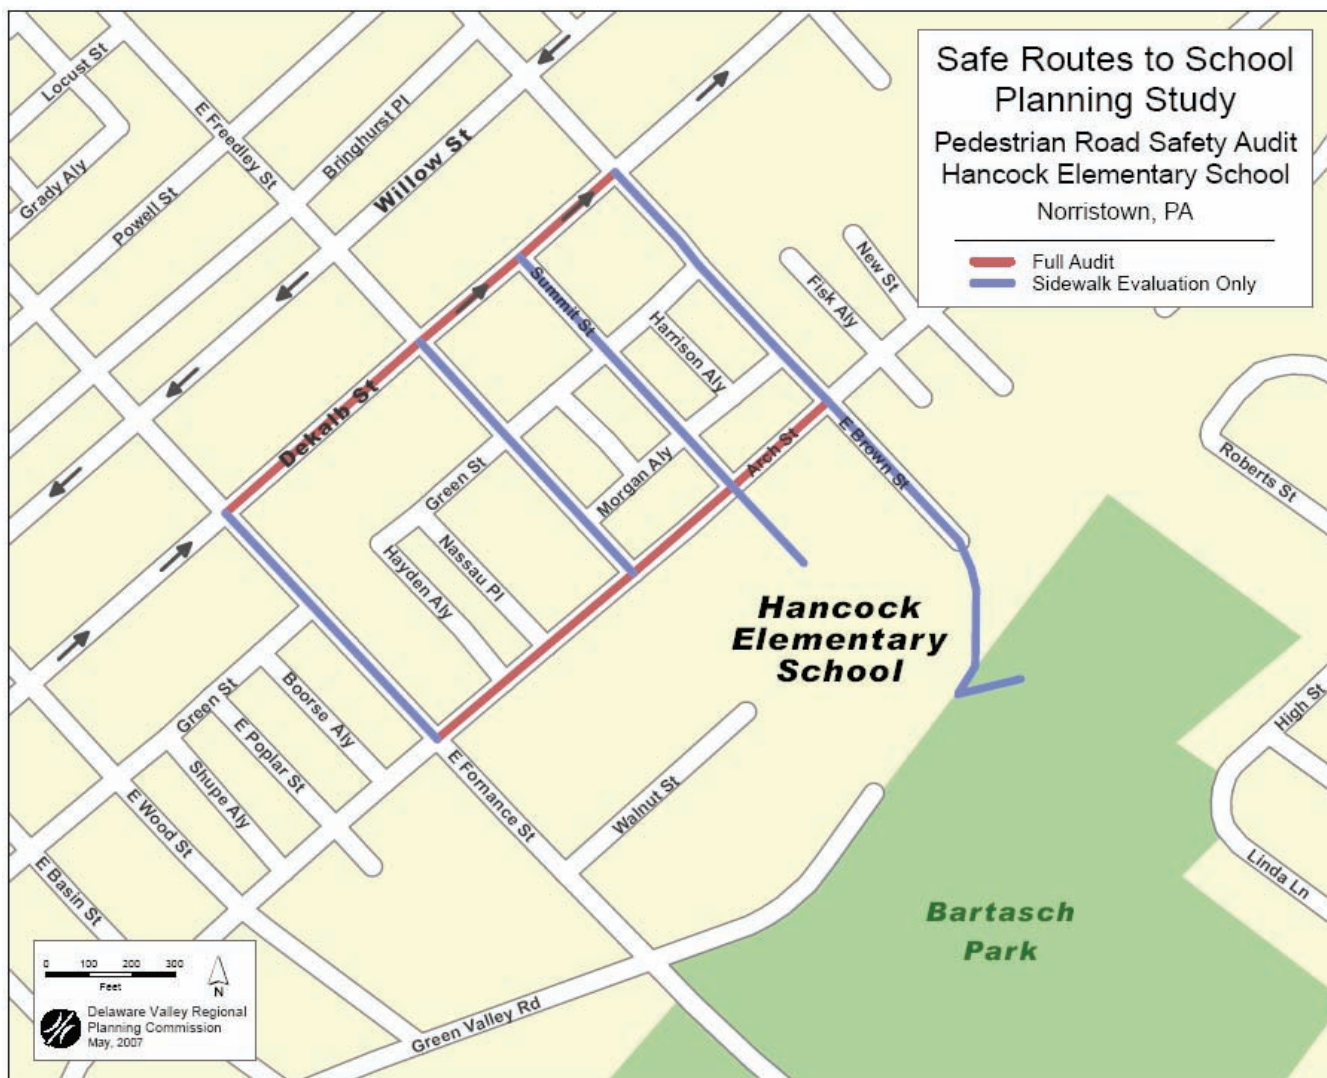 Safe Routes to School
Planning Study
Pedestrian Road Safety Audit
Hancock Elementary School
Norristown, PA
Full Audit
Sidewalk Evaluation Only
Locust St
E Freedley St
Bringhurst Pl
Grady Aly
Powell St
Willow St
New St
Fisk Aly
Summit St
Harrison Aly
Dekalb St
Arch St
E Brown St
Roberts St
Green St
Morgan Aly
Nassau Pl
Hayden Aly
Hancock
Elementary
School
Green St
Boorse Aly
E Poplar St
Shupe Aly
E Wood St
E Fornance St
Walnut St
High St
Linda Ln
E Basin St
Bartasch
Park
Green Valley Rd
0 100 200 300
Feet
N
Delaware Valley Regional
Planning Commission
May, 2007